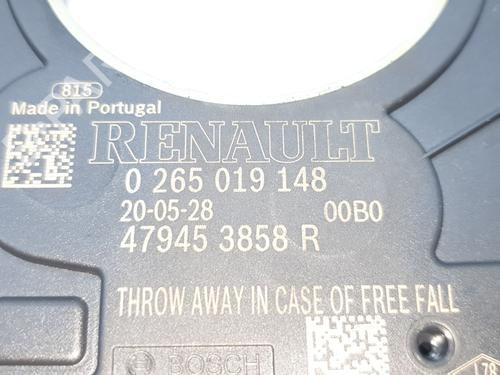 815
Made in Portugal
RENAULT
0 265 019 148
20-05-28 00B0
47945 3858 R
THROW AWAY IN CASE OF FREE FALL
BOSCH
178